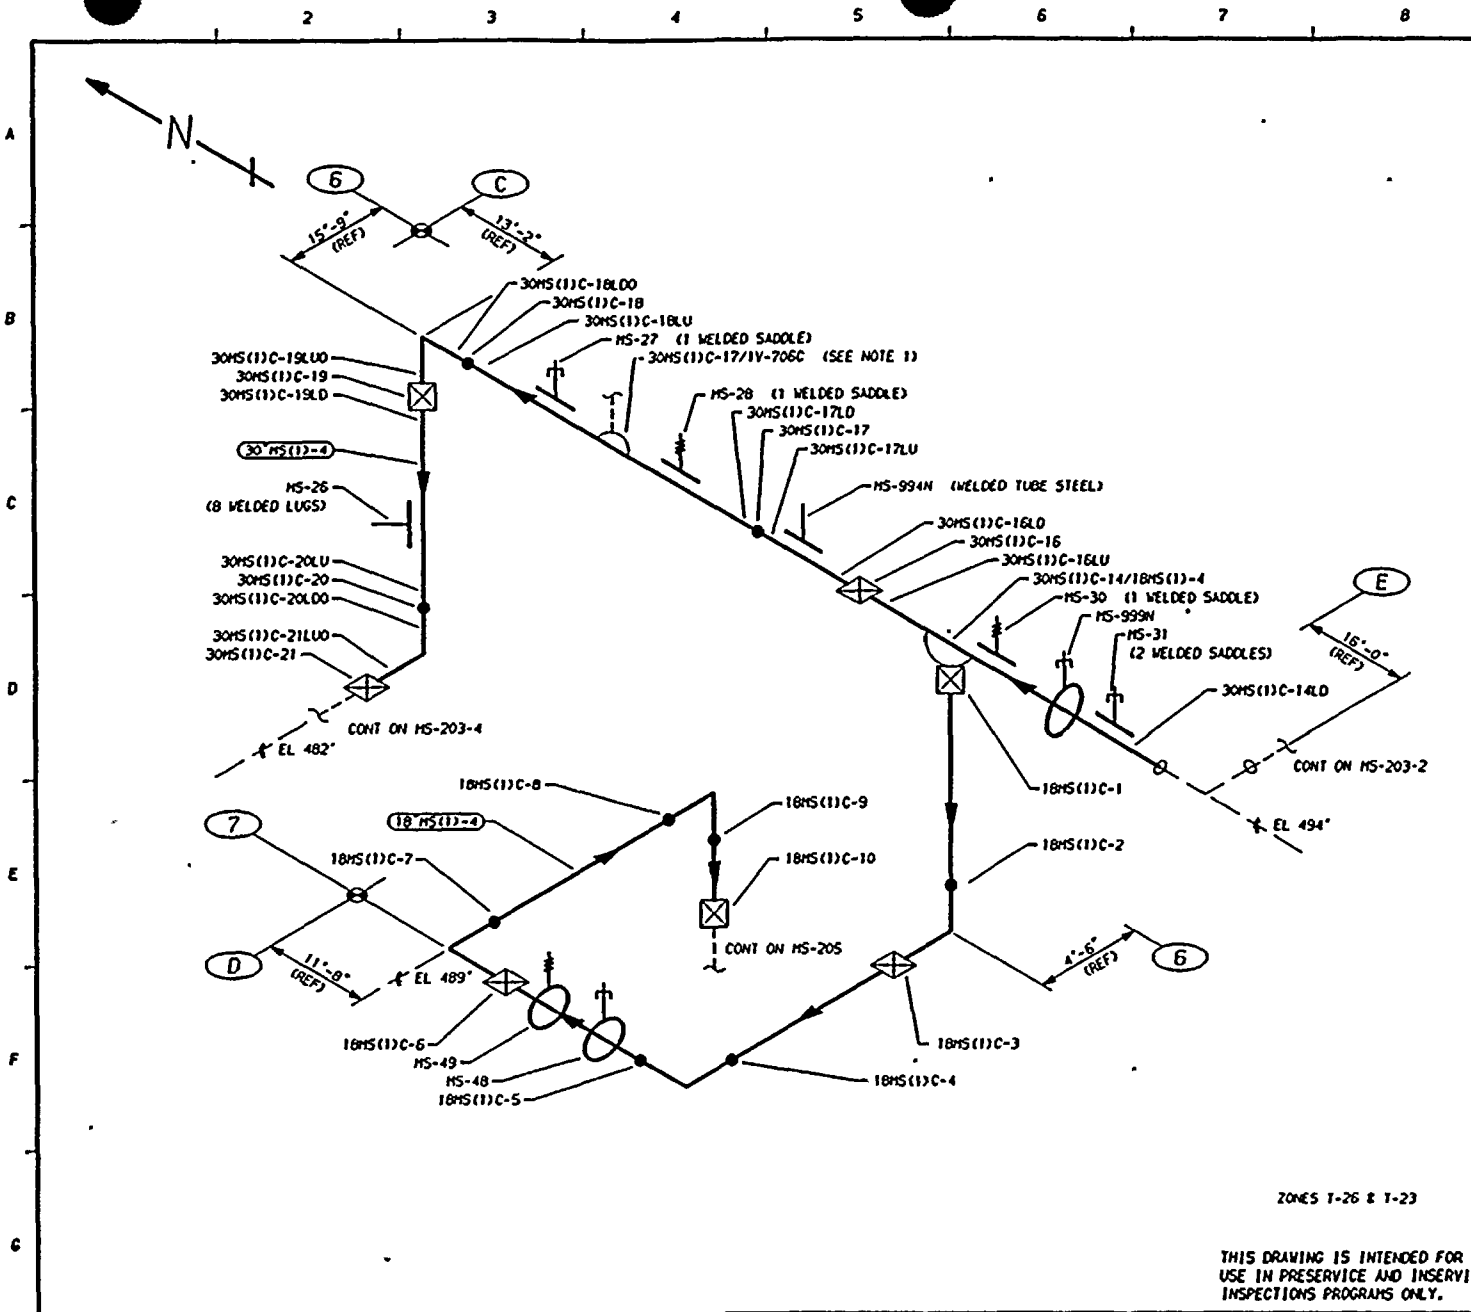 2 3 4 5 6 7 8
A
N
6
C
15'-9"
(REF)
13'-2"
(REF)
B
30MS(1)C-18LDO
30MS(1)C-18
30MS(1)C-18LU
MS-27 (1 WELDED SADDLE)
30MS(1)C-17/1V-706C (SEE NOTE 1)
30MS(1)C-19LUO
30MS(1)C-19
30MS(1)C-19LD
MS-28 (1 WELDED SADDLE)
30MS(1)C-17LD
30MS(1)C-17
30MS(1)C-17LU
30"MS(1)-4
C
MS-26
(8 WELDED LUGS)
MS-994N (WELDED TUBE STEEL)
30MS(1)C-16LD
30MS(1)C-16
30MS(1)C-16LU
30MS(1)C-14/18MS(1)-4
30MS(1)C-20LU
30MS(1)C-20
30MS(1)C-20LDO
E
MS-30 (1 WELDED SADDLE)
MS-999N
MS-31
(2 WELDED SADDLES)
16'-0"
(REF)
30MS(1)C-21LUO
30MS(1)C-21
D
30MS(1)C-14LD
CONT ON MS-203-4
EL 482'
CONT ON MS-203-2
18MS(1)C-8
18MS(1)C-9
18MS(1)C-1
7
18"MS(1)-4
EL 494'
18MS(1)C-7
18MS(1)C-10
18MS(1)C-2
E
D
11'-8"
(REF)
EL 489'
CONT ON MS-205
4'-6"
(REF)
6
18MS(1)C-6
MS-49
MS-48
18MS(1)C-5
18MS(1)C-3
18MS(1)C-4
F
ZONES T-26 & T-23
G
THIS DRAWING IS INTENDED FOR
USE IN PRESERVICE AND INSERVI
INSPECTIONS PROGRAMS ONLY.